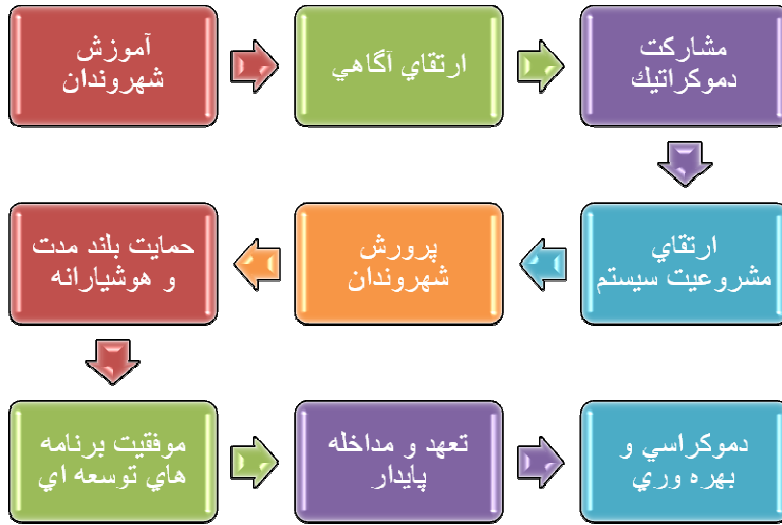 آموزش
شهروندان
ارتقاي آگاهي
مشاركت
دموكراتيك
ارتقاي
مشروعيت سيستم
پرورش
شهروندان
حمايت بلند مدت
و هوشيارانه
موفقيت برنامه
هاي توسعه اي
تعهد و مداخله
پايدار
دموكراسي و
بهره وري